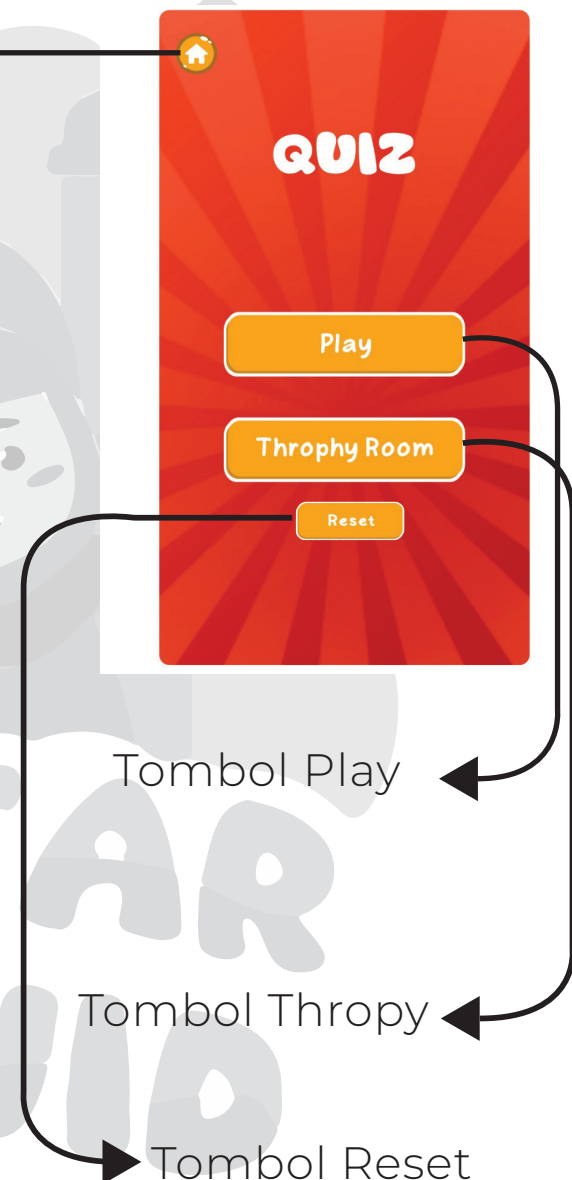 QUIZ
Play
Throphy Room
Reset
Tombol Play
Tombol Thropy
Tombol Reset